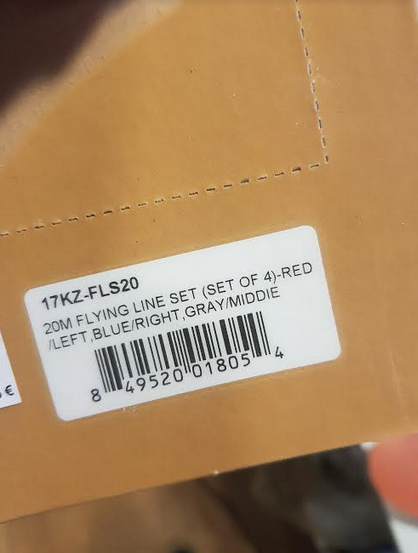 17KZ-FLS20
20M FLYING LINE SET (SET OF 4)-RED
/LEFT,BLUE/RIGHT,GRAY/MIDDIE
8 49520 01805 4
€